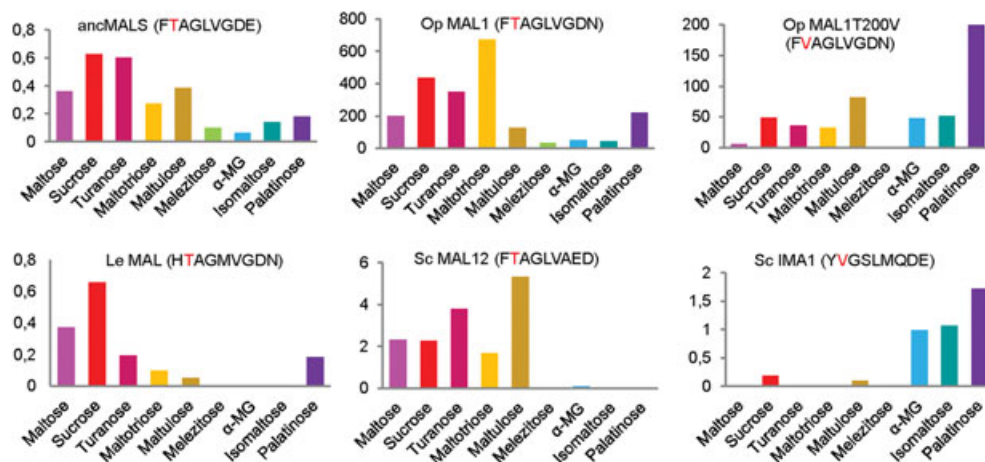 ancMALS (FTAGLVGDE)
0,8
0,6
0,4
0,2
0
Maltose
Sucrose
Turanose
Maltotriose
Maltulose
Melezitose
α-MG
Isomaltose
Palatinose
Op MAL1 (FTAGLVGDN)
800
600
400
200
0
Maltose
Sucrose
Turanose
Maltotriose
Maltulose
Melezitose
α-MG
Isomaltose
Palatinose
Op MAL1T200V
(FVAGLVGDN)
200
150
100
50
0
Maltose
Sucrose
Turanose
Maltotriose
Maltulose
Melezitose
α-MG
Isomaltose
Palatinose
Le MAL (HTAGMVGDN)
0,8
0,6
0,4
0,2
0
Maltose
Sucrose
Turanose
Maltotriose
Maltulose
Melezitose
α-MG
Isomaltose
Palatinose
Sc MAL12 (FTAGLVAED)
6
4
2
0
Maltose
Sucrose
Turanose
Maltotriose
Maltulose
Melezitose
α-MG
Isomaltose
Palatinose
Sc IMA1 (YVGSLMQDE)
2
1,5
1
0,5
0
Maltose
Sucrose
Turanose
Maltotriose
Maltulose
Melezitose
α-MG
Isomaltose
Palatinose